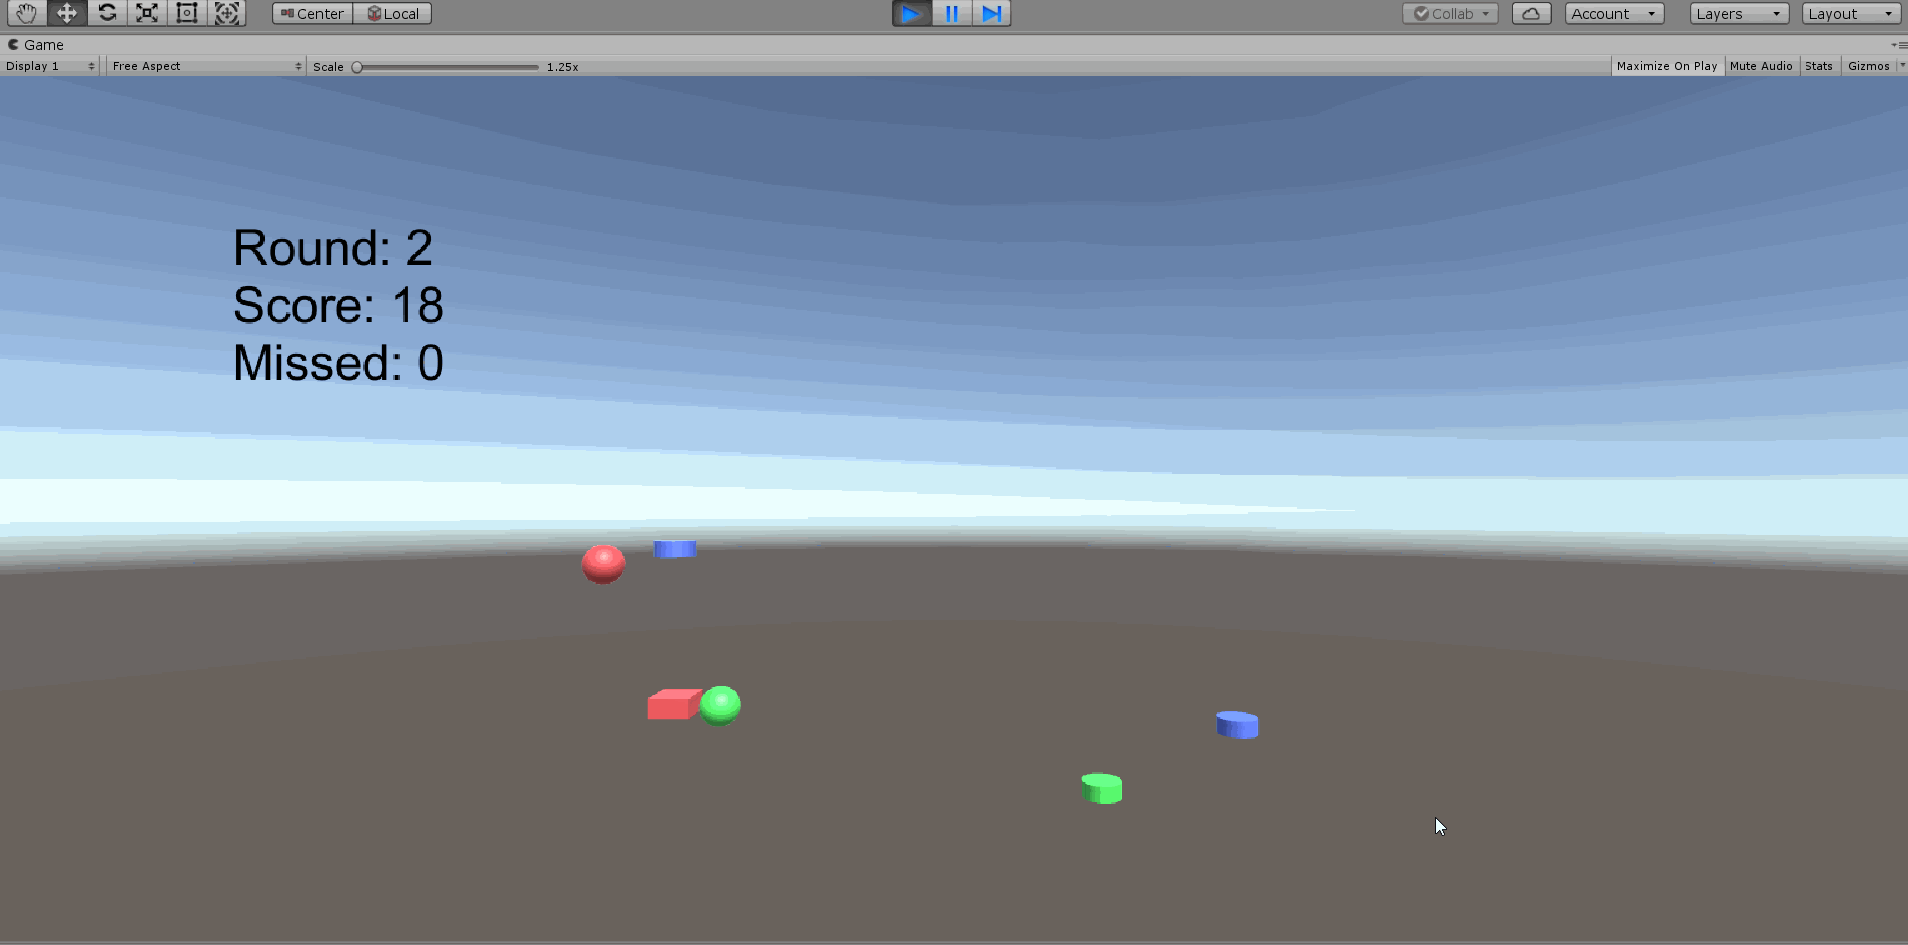 Center Local Collab Account Layers Layout
Game
Display 1 Free Aspect Scale 1.25x Maximize On Play Mute Audio Stats Gizmos
Round: 2
Score: 18
Missed: 0